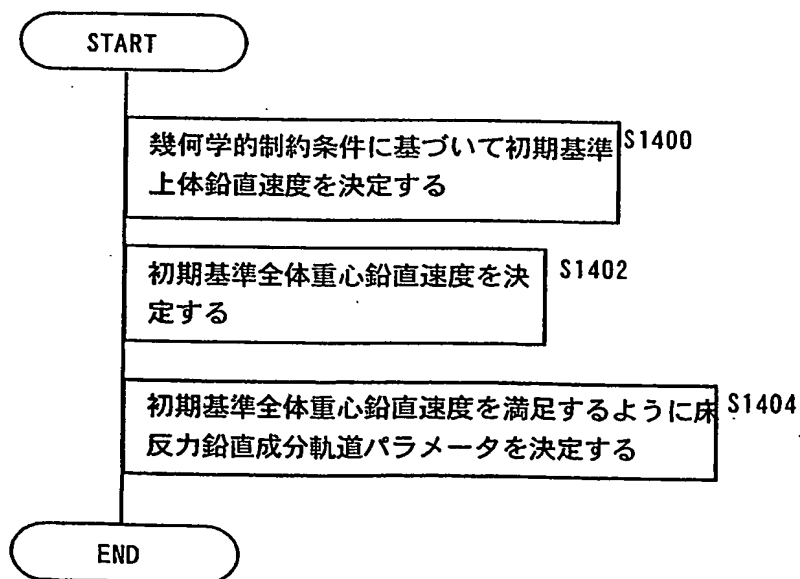 START
幾何学的制約条件に基づいて初期基準
上体鉛直速度を決定する
S1400
初期基準全体重心鉛直速度を決
定する
S1402
初期基準全体重心鉛直速度を満足するように床
反力鉛直成分軌道パラメータを決定する
S1404
END